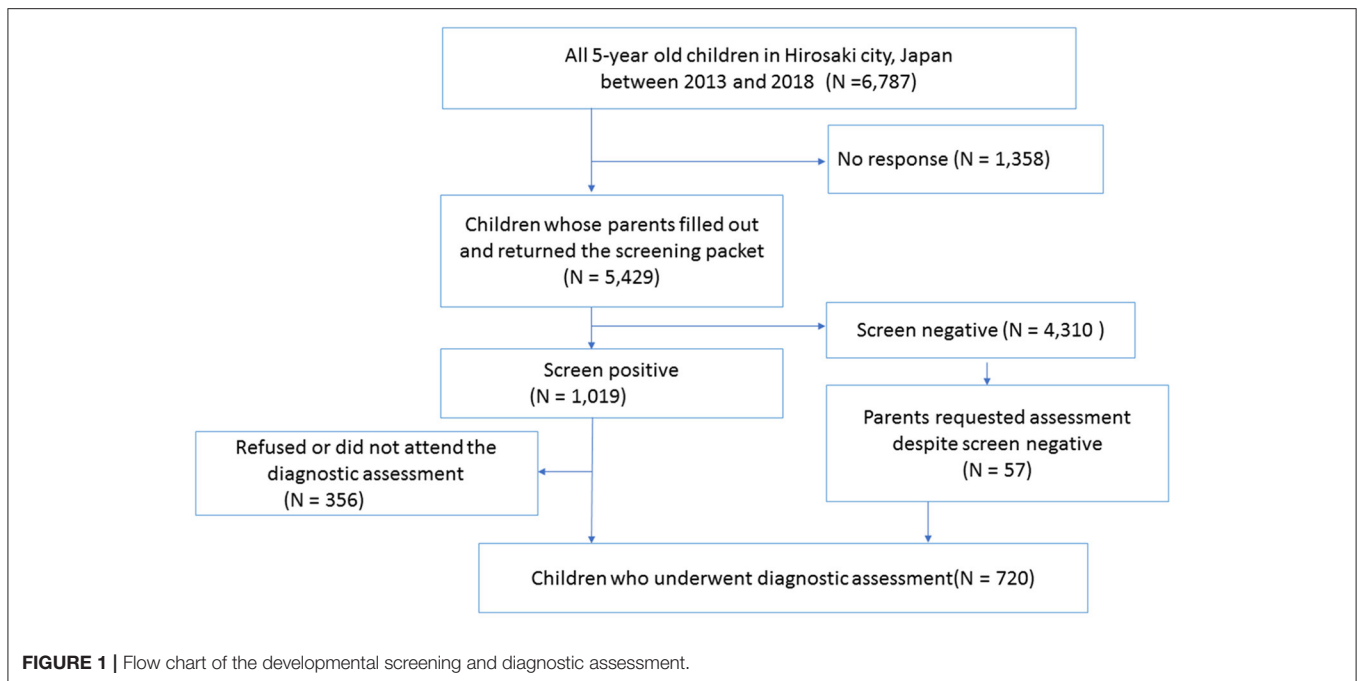 All 5-year old children in Hirosaki city, Japan
between 2013 and 2018 (N =6,787)
No response (N = 1,358)
Children whose parents filled out
and returned the screening packet
(N = 5,429)
Screen negative (N = 4,310 )
Screen positive
(N = 1,019)
Parents requested assessment
despite screen negative
(N = 57)
Refused or did not attend the
diagnostic assessment
(N = 356)
Children who underwent diagnostic assessment(N = 720)
FIGURE 1 | Flow chart of the developmental screening and diagnostic assessment.